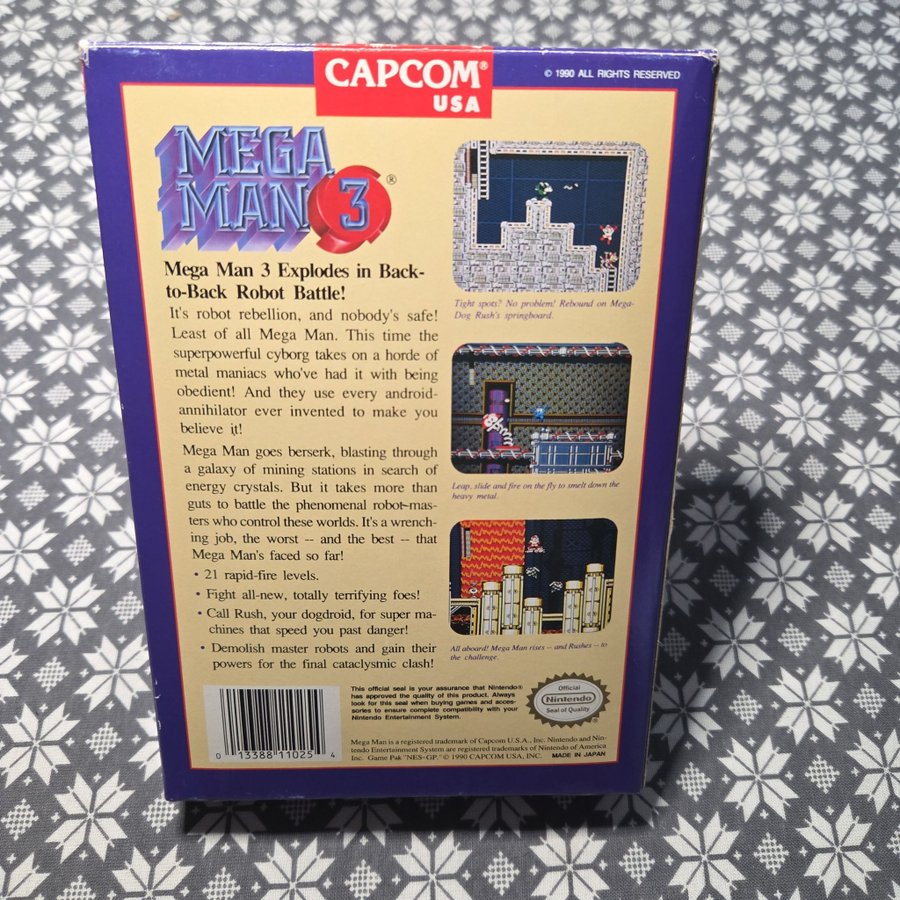 CAPCOM®
USA
© 1990 ALL RIGHTS RESERVED
MEGA
MAN 3 ®
Mega Man 3 Explodes in Back-
to-Back Robot Battle!
It's robot rebellion, and nobody's safe!
Least of all Mega Man. This time the
superpowerful cyborg takes on a horde of
metal maniacs who've had it with being
obedient! And they use every android-
annihilator ever invented to make you
believe it!
Mega Man goes berserk, blasting through
a galaxy of mining stations in search of
energy crystals. But it takes more than
guts to battle the phenomenal robot-mas-
ters who control these worlds. It's a wrench-
ing job, the worst -- and the best -- that
Mega Man's faced so far!
• 21 rapid-fire levels.
• Fight all-new, totally terrifying foes!
• Call Rush, your dogdroid, for super ma-
chines that speed you past danger!
• Demolish master robots and gain their
powers for the final cataclysmic clash!
Tight spots? No problem! Rebound on Mega-
Dog Rush's springboard.
Leap, slide and fire on the fly to smelt down the
heavy metal.
All aboard! Mega Man rises -- and Rushes -- to
the challenge.
0 13388 11025 4
This official seal is your assurance that Nintendo®
has approved the quality of this product. Always
look for this seal when buying games and acces-
sories to ensure complete compatibility with your
Nintendo Entertainment System.
Official
Nintendo®
Seal of Quality
Mega Man is a registered trademark of Capcom U.S.A., Inc. Nintendo and Nin-
tendo Entertainment System are registered trademarks of Nintendo of America
Inc. Game Pak "NES-GP." © 1990 CAPCOM USA, INC. MADE IN JAPAN